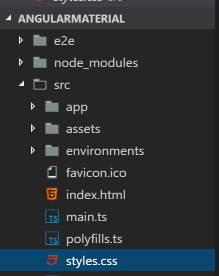 ANGULARMATERIAL
e2e
node_modules
src
app
assets
environments
favicon.ico
index.html
main.ts
polyfills.ts
styles.css